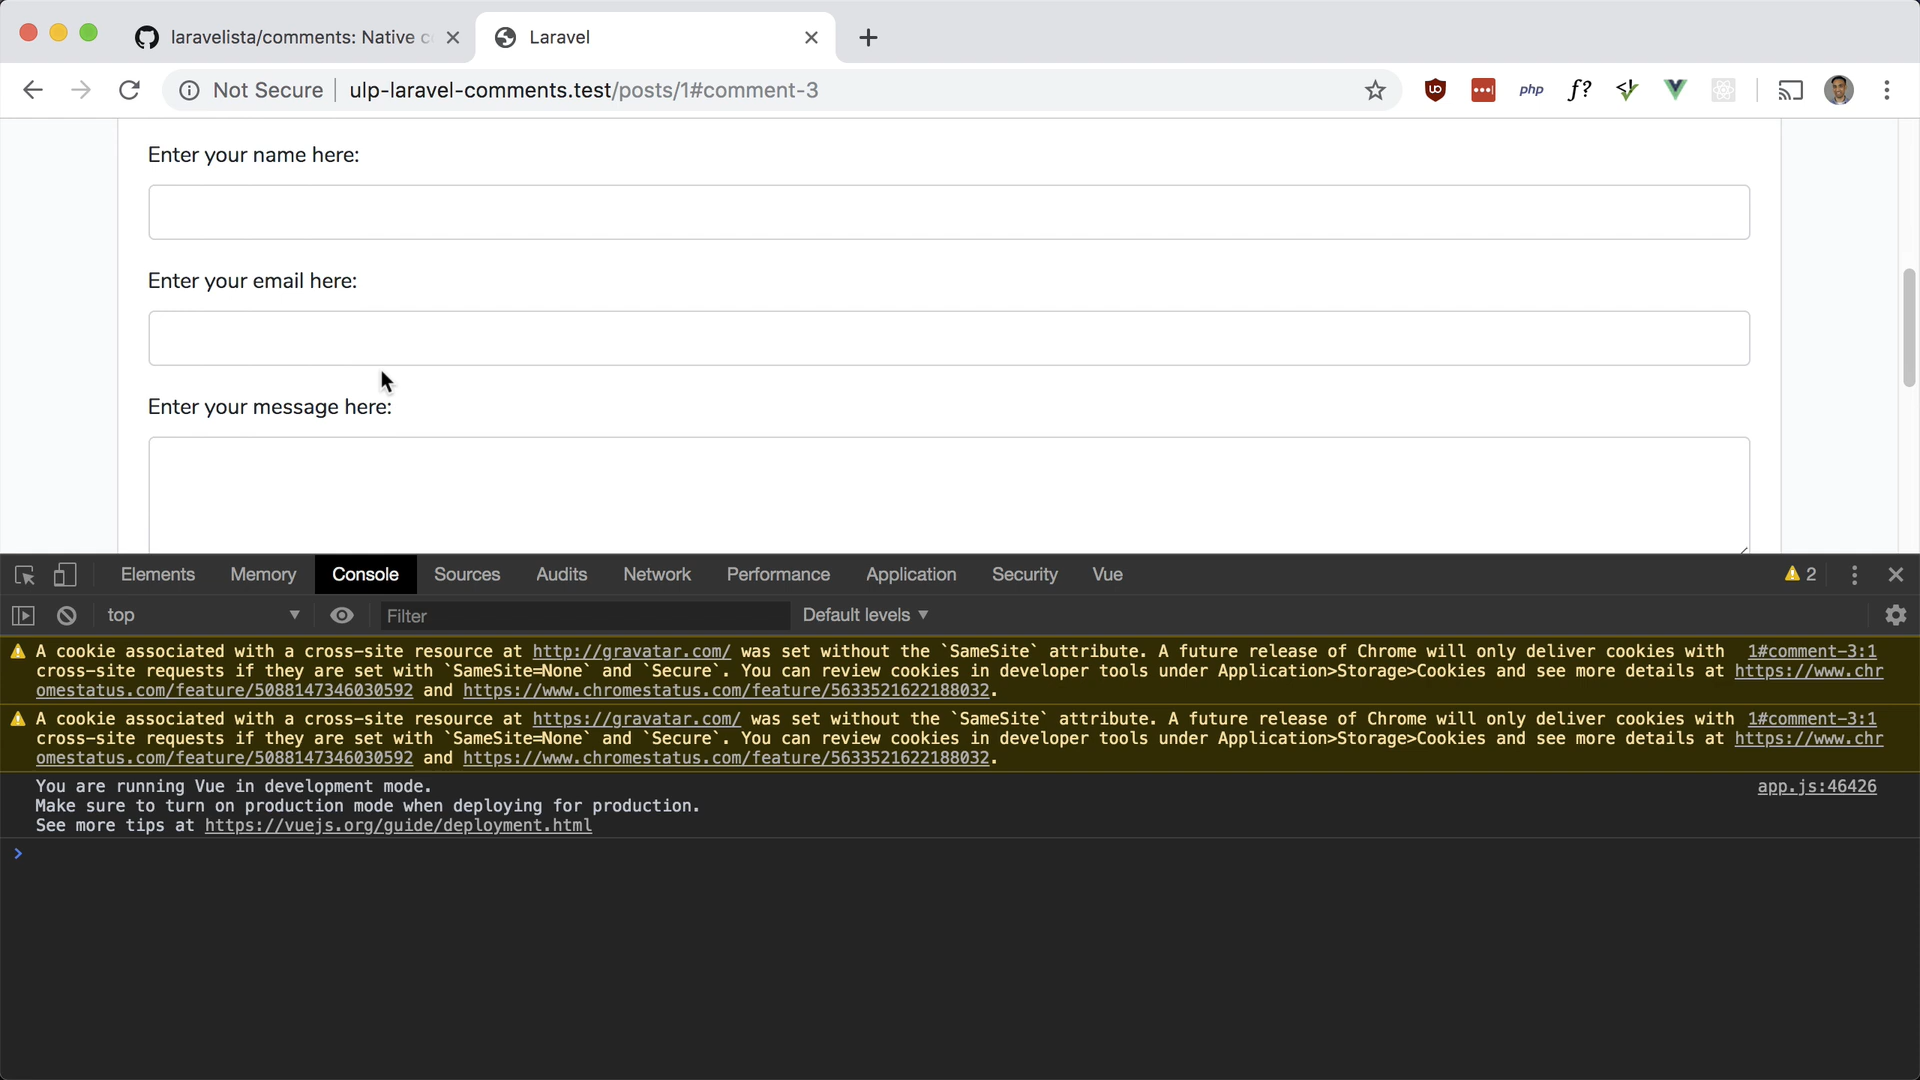 laravelista/comments: Native c
Laravel
Not Secure
ulp-laravel-comments.test/posts/1#comment-3
php
f?
Enter your name here:
Enter your email here:
Enter your message here:
Elements
Memory
Console
Sources
Audits
Network
Performance
Application
Security
Vue
2
top
Filter
Default levels
A cookie associated with a cross-site resource at http://gravatar.com/ was set without the `SameSite` attribute. A future release of Chrome will only deliver cookies with 1#comment-3:1
cross-site requests if they are set with `SameSite=None` and `Secure`. You can review cookies in developer tools under Application>Storage>Cookies and see more details at https://www.chr
omestatus.com/feature/5088147346030592 and https://www.chromestatus.com/feature/5633521622188032.
A cookie associated with a cross-site resource at https://gravatar.com/ was set without the `SameSite` attribute. A future release of Chrome will only deliver cookies with 1#comment-3:1
cross-site requests if they are set with `SameSite=None` and `Secure`. You can review cookies in developer tools under Application>Storage>Cookies and see more details at https://www.chr
omestatus.com/feature/5088147346030592 and https://www.chromestatus.com/feature/5633521622188032.
You are running Vue in development mode. app.js:46426
Make sure to turn on production mode when deploying for production.
See more tips at https://vuejs.org/guide/deployment.html